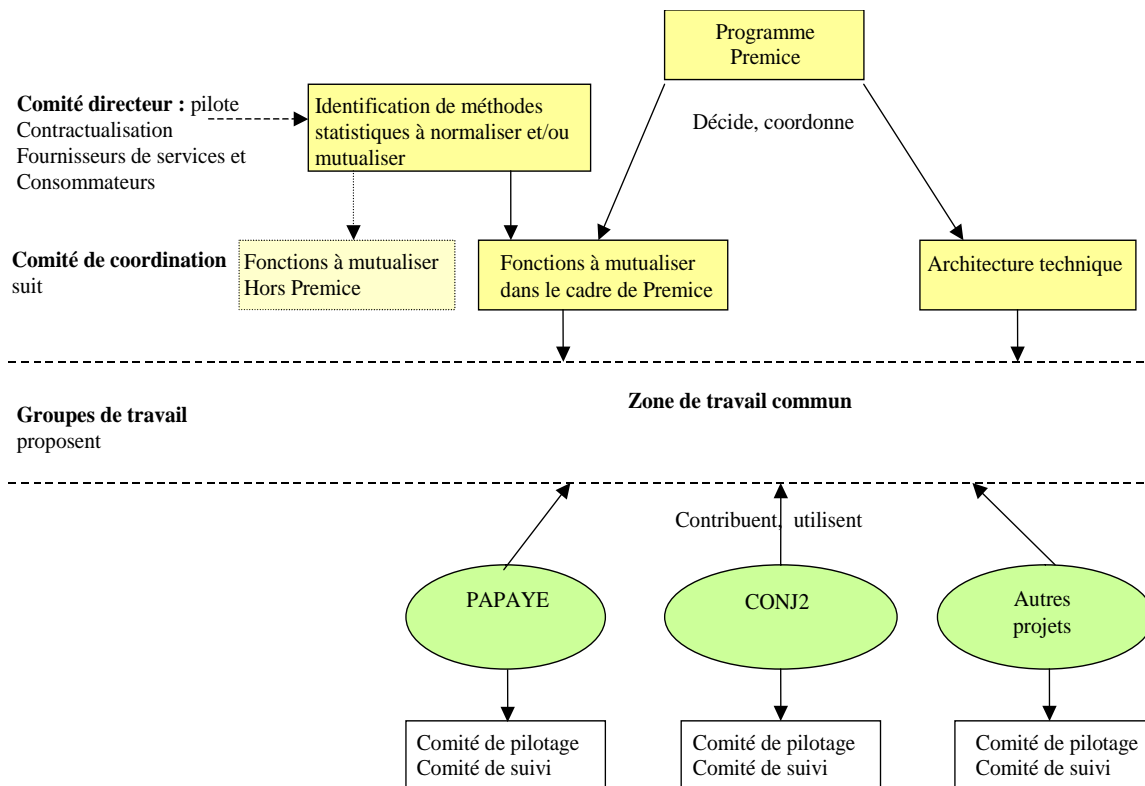 Programme
Premice
Comité directeur : pilote
Contractualisation
Fournisseurs de services et
Consommateurs
Identification de méthodes
statistiques à normaliser et/ou
mutualiser
Décide, coordonne
Comité de coordination
suit
Fonctions à mutualiser
Hors Premice
Fonctions à mutualiser
dans le cadre de Premice
Architecture technique
Groupes de travail
proposent
Zone de travail commun
Contribuent, utilisent
PAPAYE
CONJ2
Autres
projets
Comité de pilotage
Comité de suivi
Comité de pilotage
Comité de suivi
Comité de pilotage
Comité de suivi